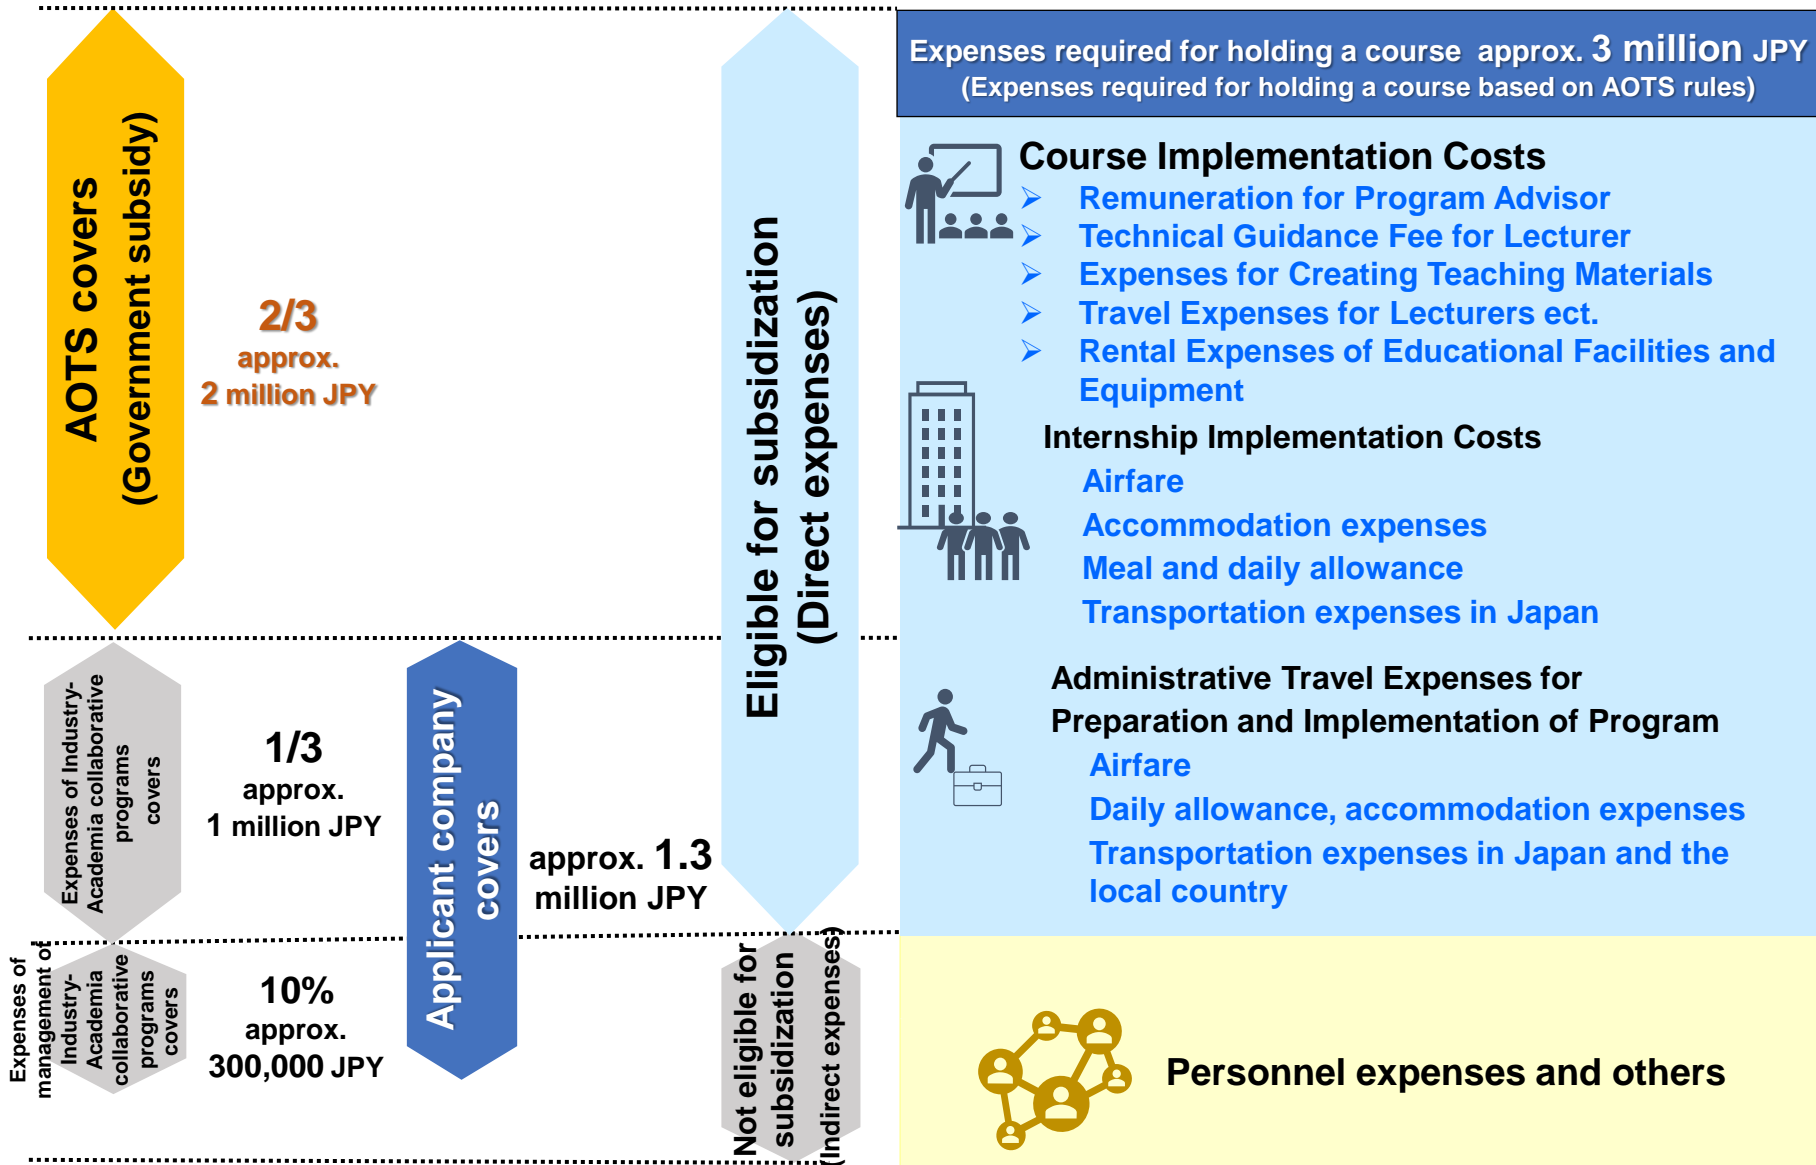 AOTS covers
(Government subsidy)
2/3
approx.
2 million JPY
Expenses of Industry-
Academia collaborative
programs
covers
1/3
approx.
1 million JPY
Expenses of
management of
Industry-
Academia
collaborative
programs
covers
10%
approx.
300,000 JPY
Applicant company
covers
approx. 1.3
million JPY
Eligible for subsidization
(Direct expenses)
Not eligible for
subsidization
(Indirect expenses)
Expenses required for holding a course approx. 3 million JPY
(Expenses required for holding a course based on AOTS rules)
Course Implementation Costs
➢ Remuneration for Program Advisor
➢ Technical Guidance Fee for Lecturer
➢ Expenses for Creating Teaching Materials
➢ Travel Expenses for Lecturers ect.
➢ Rental Expenses of Educational Facilities and
Equipment
Internship Implementation Costs
Airfare
Accommodation expenses
Meal and daily allowance
Transportation expenses in Japan
Administrative Travel Expenses for
Preparation and Implementation of Program
Airfare
Daily allowance, accommodation expenses
Transportation expenses in Japan and the
local country
Personnel expenses and others